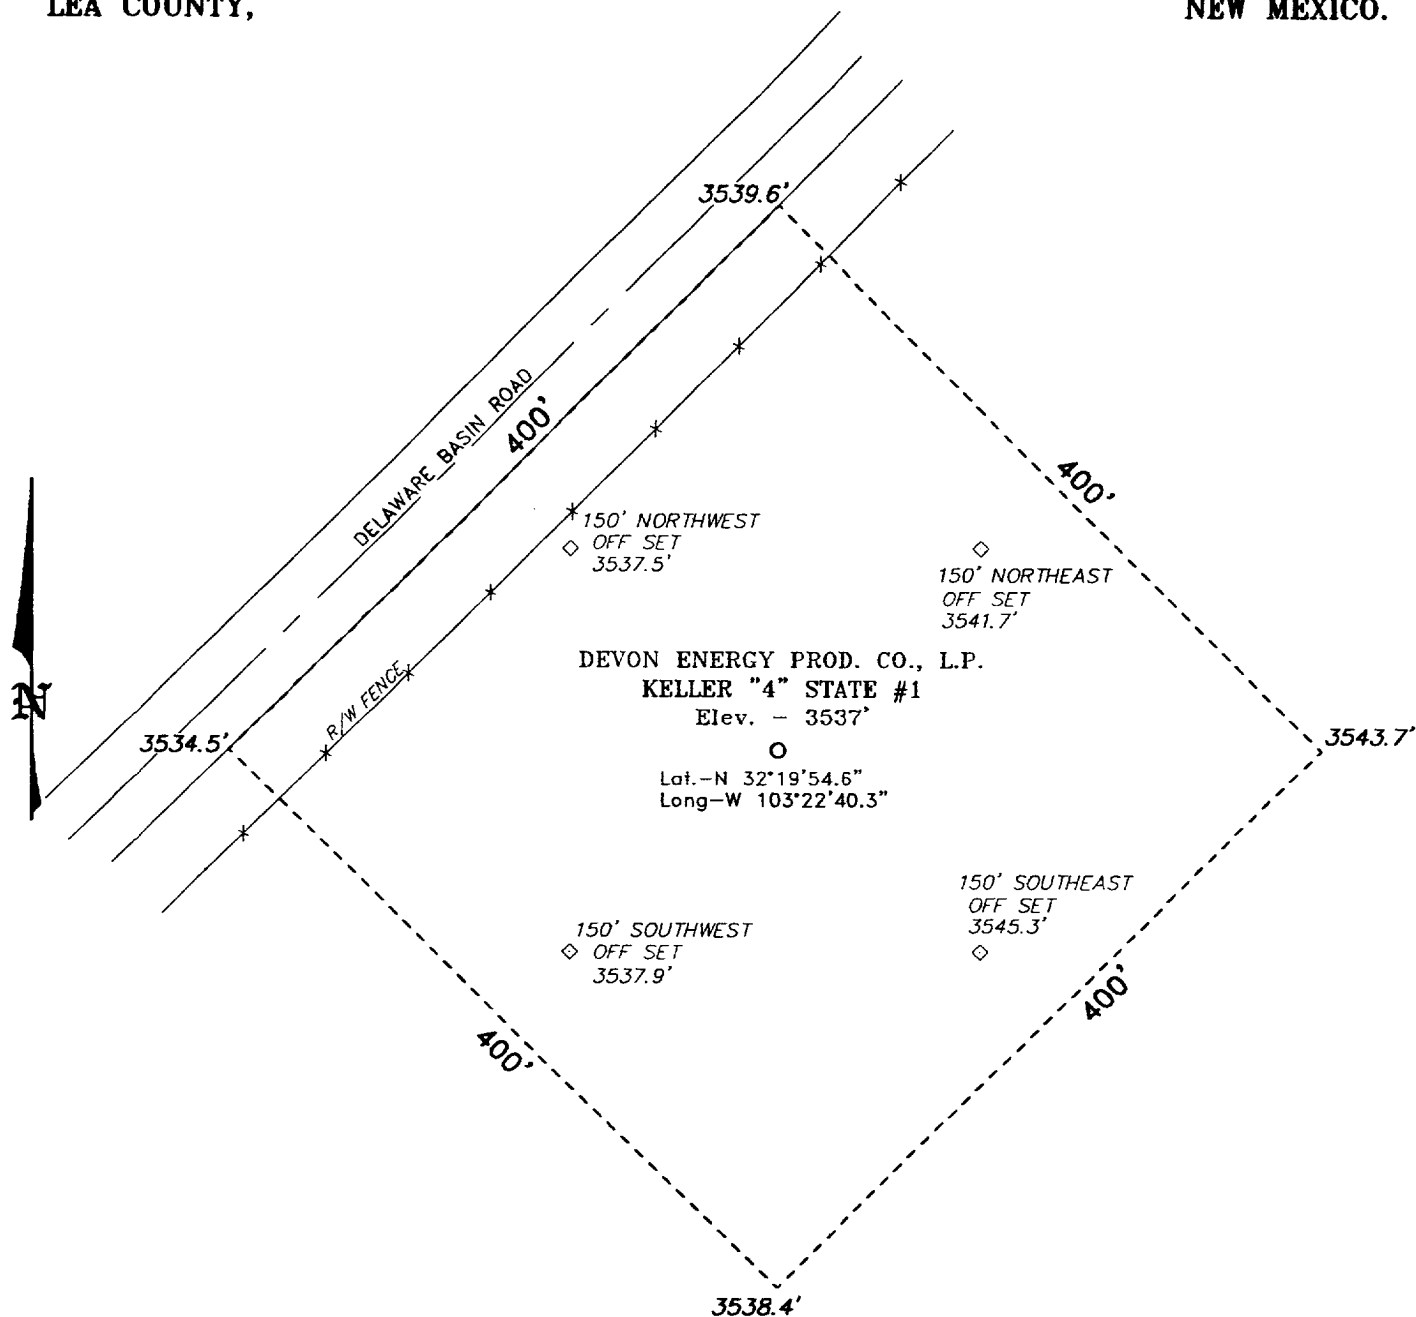 LEA COUNTY,
NEW MEXICO.
3539.6'
DELAWARE BASIN ROAD
400'
400'
150' NORTHWEST
OFF SET
3537.5'
150' NORTHEAST
OFF SET
3541.7'
DEVON ENERGY PROD. CO., L.P.
KELLER "4" STATE #1
Elev. - 3537'
Lat.-N 32°19'54.6"
Long-W 103°22'40.3"
R/W FENCE
N
3534.5'
3543.7'
150' SOUTHEAST
OFF SET
3545.3'
150' SOUTHWEST
OFF SET
3537.9'
400'
400'
3538.4'